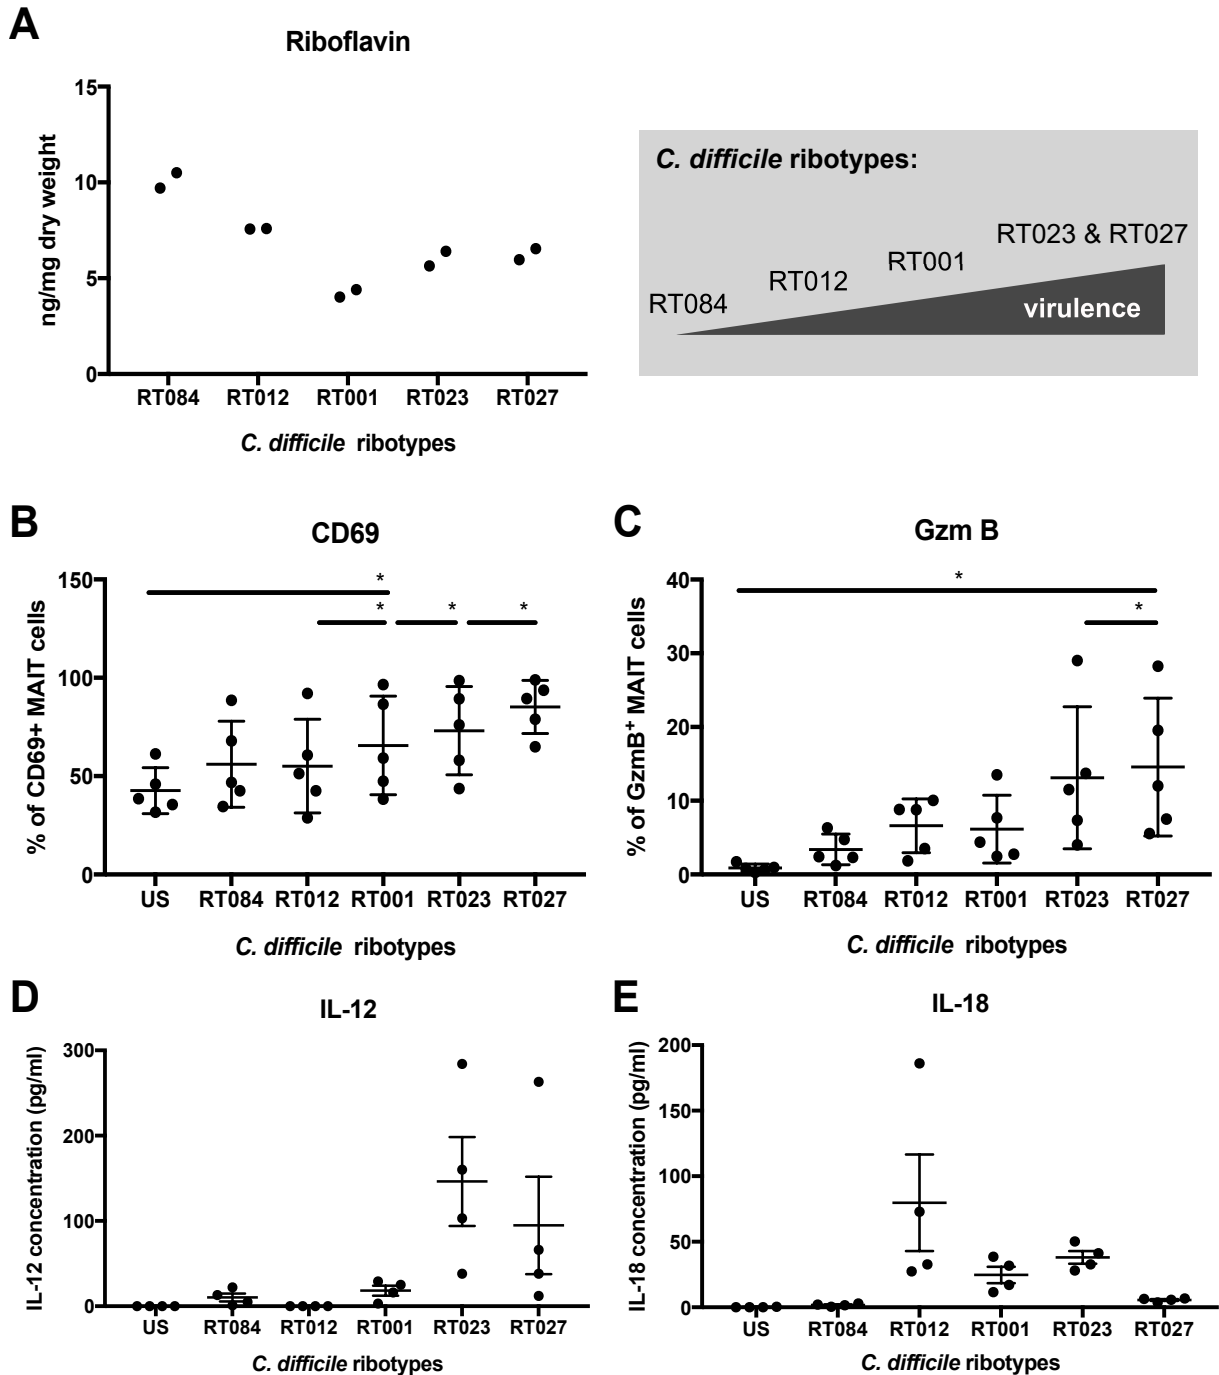 A
Riboflavin
ng/mg dry weight
15
10
5
0
RT084 RT012 RT001 RT023 RT027
C. difficile ribotypes
C. difficile ribotypes:
RT023 & RT027
RT001
RT012
RT084
virulence
B
CD69
% of CD69+ MAIT cells
150
100
50
0
*
* * *
US RT084 RT012 RT001 RT023 RT027
C. difficile ribotypes
C
Gzm B
% of GzmB+ MAIT cells
40
30
20
10
0
*
*
US RT084 RT012 RT001 RT023 RT027
C. difficile ribotypes
D
IL-12
IL-12 concentration (pg/ml)
300
200
100
0
US RT084 RT012 RT001 RT023 RT027
C. difficile ribotypes
E
IL-18
IL-18 concentration (pg/ml)
200
150
100
50
0
US RT084 RT012 RT001 RT023 RT027
C. difficile ribotypes